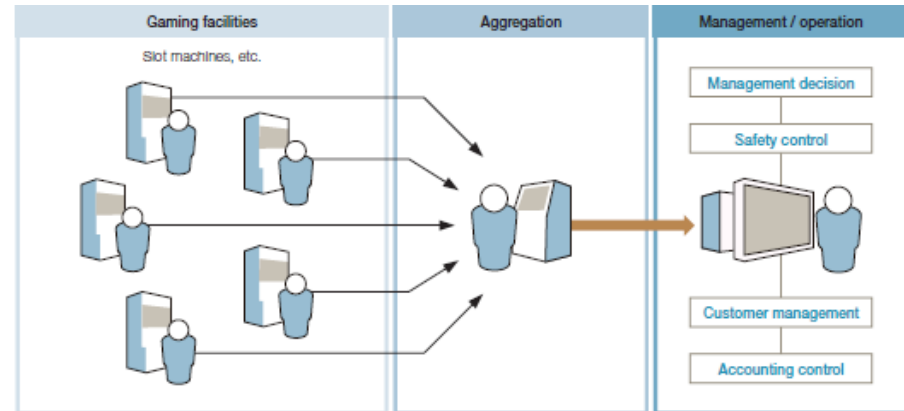 Gaming facilities
Aggregation
Management / operation
Slot machines, etc.
Management decision
Safety control
Customer management
Accounting control